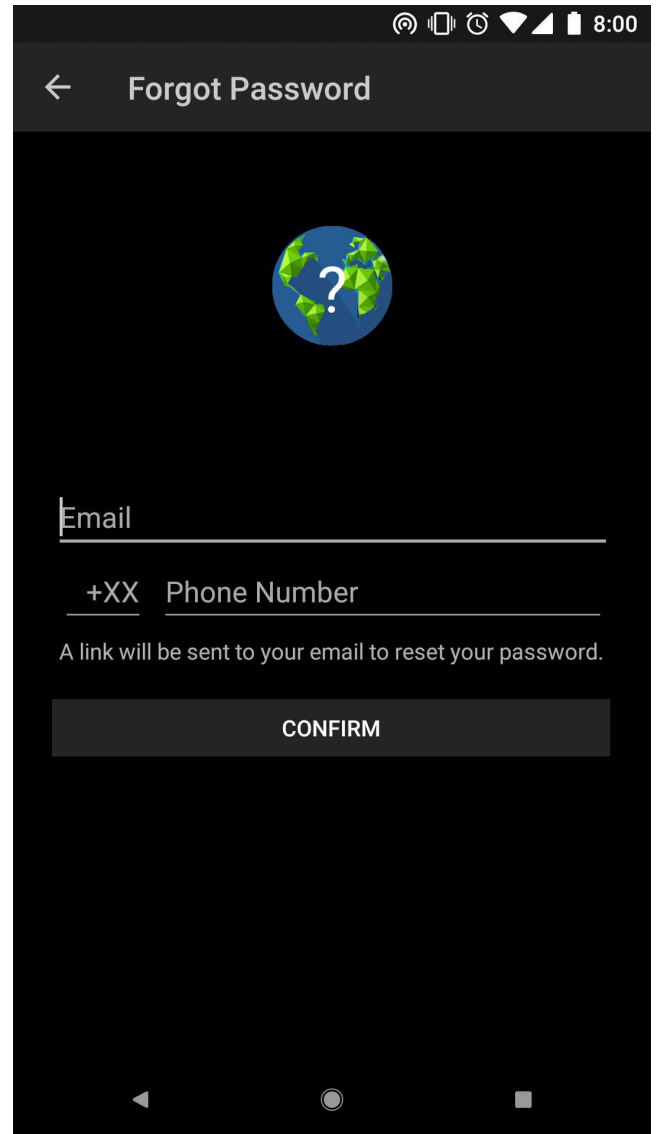 8:00
Forgot Password
?
Email
+XX Phone Number
A link will be sent to your email to reset your password.
CONFIRM